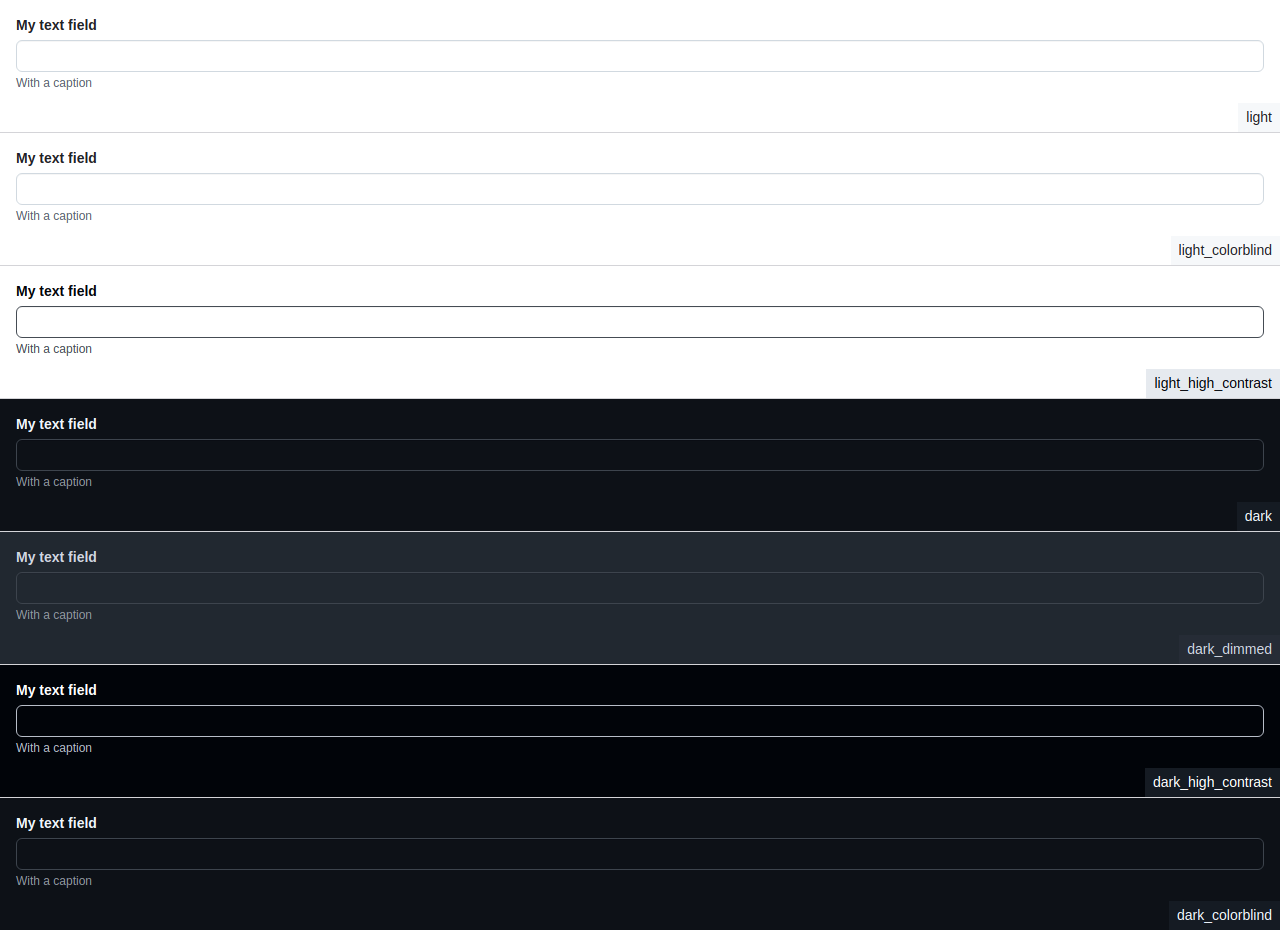 My text field
With a caption
light
My text field
With a caption
light_colorblind
My text field
With a caption
light_high_contrast
My text field
With a caption
dark
My text field
With a caption
dark_dimmed
My text field
With a caption
dark_high_contrast
My text field
With a caption
dark_colorblind